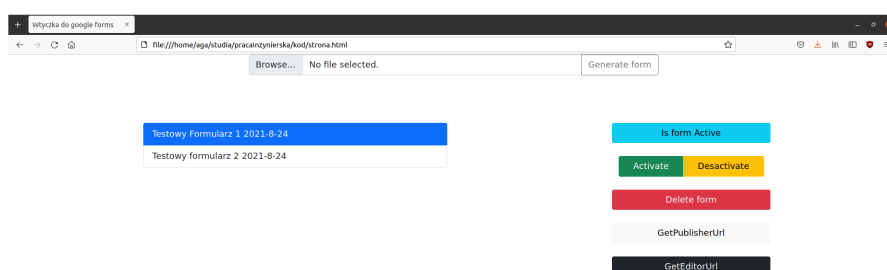 Wtyczka do google forms
file:///home/aga/studia/pracaInzynierska/kod/strona.html
Browse... No file selected. Generate form
Testowy Formularz 1 2021-8-24
Testowy formularz 2 2021-8-24
Is form Active
Activate Desactivate
Delete form
GetPublisherUrl
GetEditorUrl